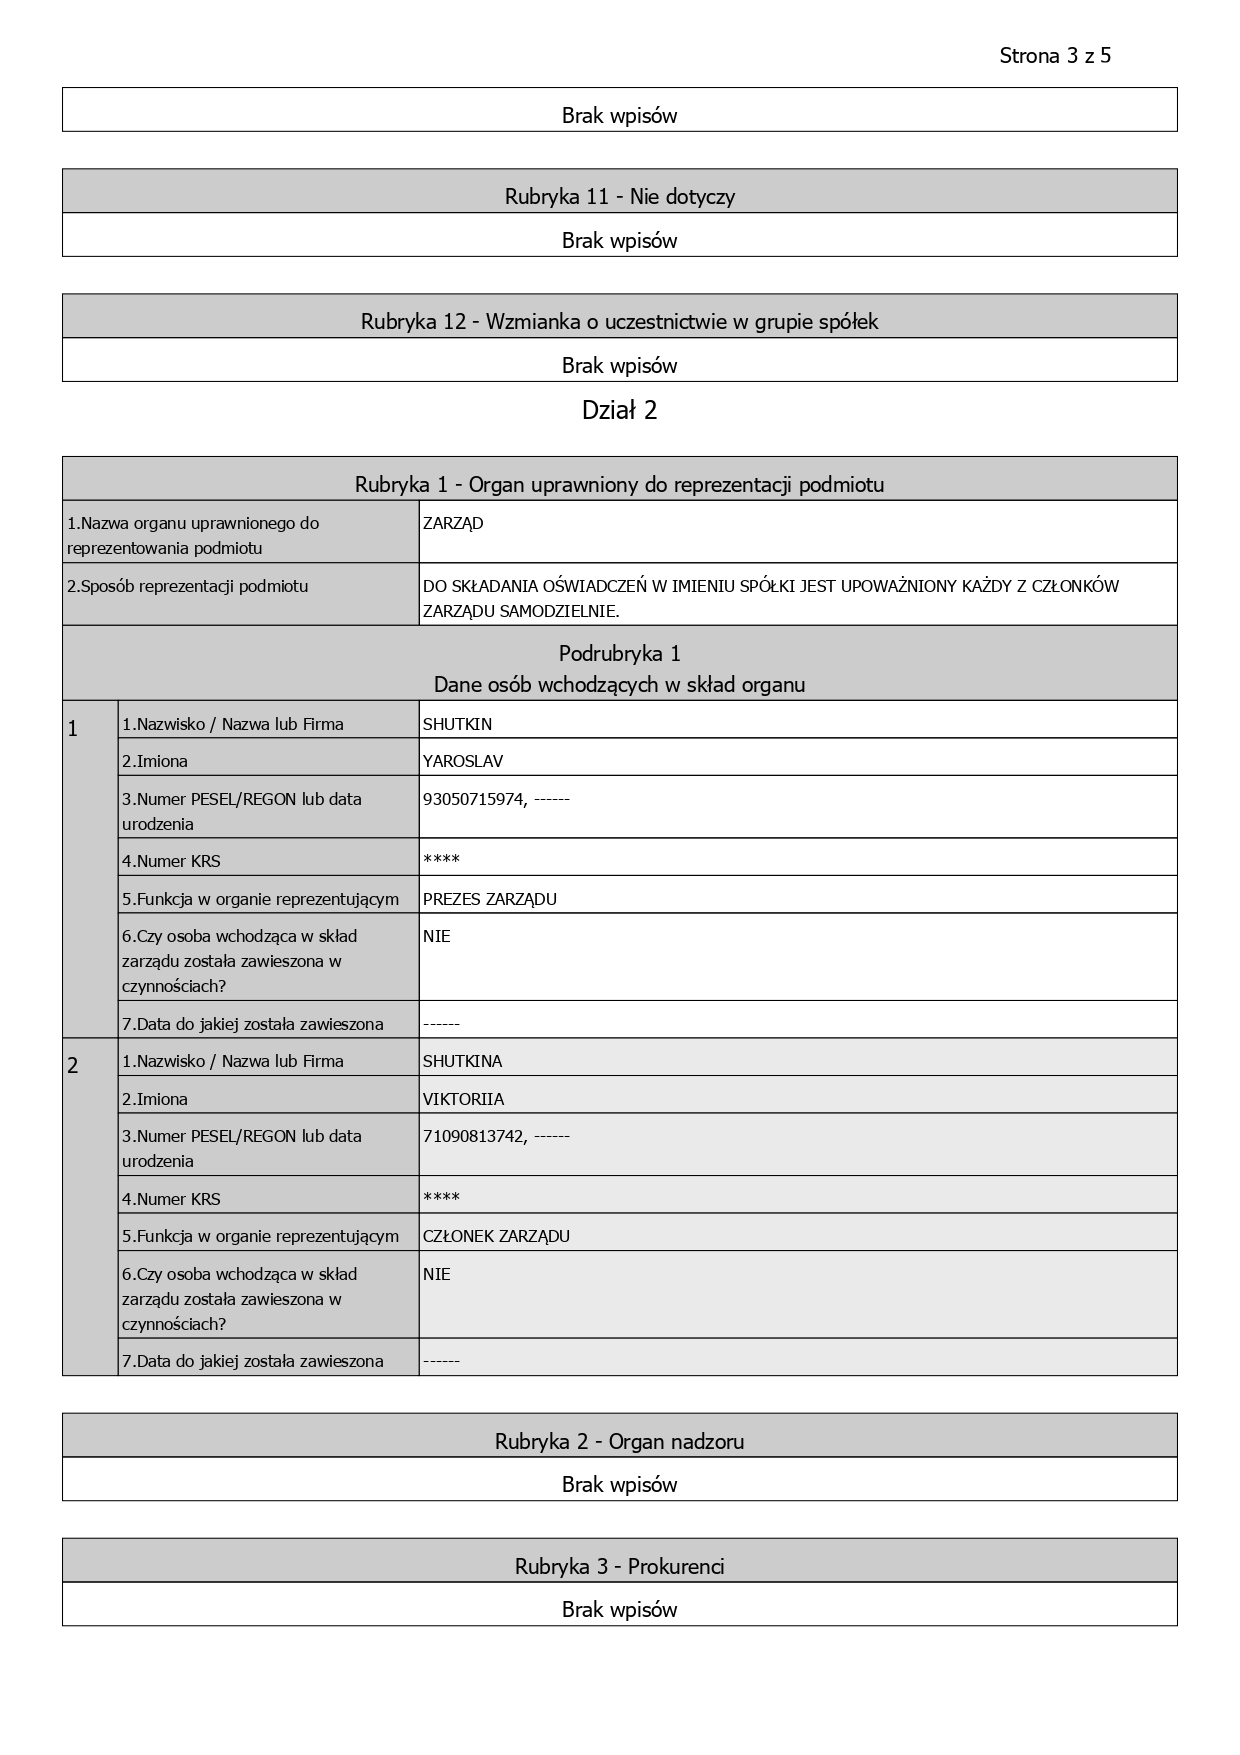 Strona 3 z 5
Brak wpisów
Rubryka 11 - Nie dotyczy
Brak wpisów
Rubryka 12 - Wzmianka o uczestnictwie w grupie spółek
Brak wpisów
Dział 2
Rubryka 1 - Organ uprawniony do reprezentacji podmiotu
1.Nazwa organu uprawnionego do
reprezentowania podmiotu
ZARZĄD
2.Sposób reprezentacji podmiotu
DO SKŁADANIA OŚWIADCZEŃ W IMIENIU SPÓŁKI JEST UPOWAŻNIONY KAŻDY Z CZŁONKÓW
ZARZĄDU SAMODZIELNIE.
Podrubryka 1
Dane osób wchodzących w skład organu
1
1.Nazwisko / Nazwa lub Firma
SHUTKIN
2.Imiona
YAROSLAV
3.Numer PESEL/REGON lub data
urodzenia
93050715974, ------
4.Numer KRS
****
5.Funkcja w organie reprezentującym
PREZES ZARZĄDU
6.Czy osoba wchodząca w skład
zarządu została zawieszona w
czynnościach?
NIE
7.Data do jakiej została zawieszona
------
2
1.Nazwisko / Nazwa lub Firma
SHUTKINA
2.Imiona
VIKTORIIA
3.Numer PESEL/REGON lub data
urodzenia
71090813742, ------
4.Numer KRS
****
5.Funkcja w organie reprezentującym
CZŁONEK ZARZĄDU
6.Czy osoba wchodząca w skład
zarządu została zawieszona w
czynnościach?
NIE
7.Data do jakiej została zawieszona
------
Rubryka 2 - Organ nadzoru
Brak wpisów
Rubryka 3 - Prokurenci
Brak wpisów